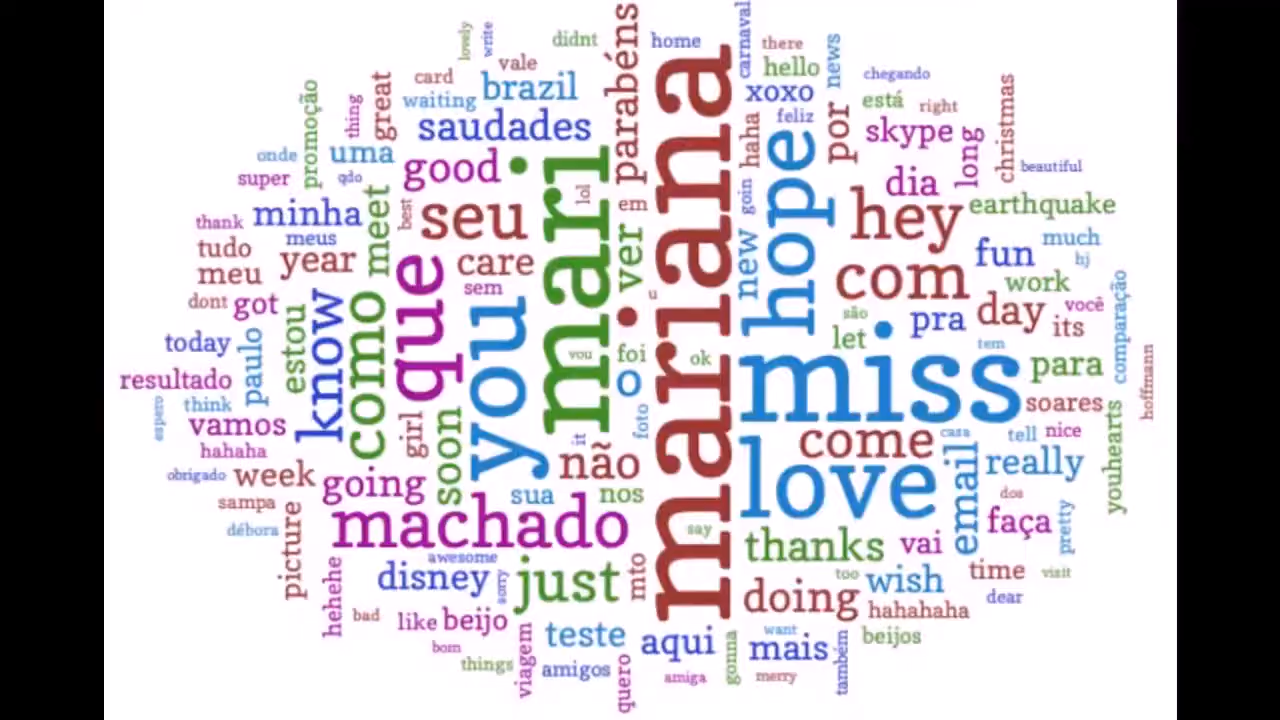 lovely
write
didnt
parabéns
home
carnaval
there
news
card
vale
hello
chegando
waiting
brazil
xoxo
great
thing
promoção
saudades
feliz
por
está
right
christmas
onde
uma
good
haha
hope
skype
long
beautiful
super
qdo
mari
mariana
dia
minha
meet
best
seu
lol
em
goin
hey
earthquake
thank
meus
ver
new
fun
much
tudo
year
care
com
hj
meu
que
sem
u
work
comparação
dont
got
know
como
you
são
pra
day
você
its
today
paulo
estou
vou
foi
ok
let
tem
resultado
o
miss
para
hoffmann
espero
think
girl
foto
soares
vamos
soon
it
come
casa
tell
nice
youhearts
hahaha
não
love
email
really
obrigado
week
going
sua
nos
dos
sampa
machado
say
faça
pretty
débora
picture
thanks
vai
awesome
disney
sorry
just
mto
too
wish
time
visit
hehehe
doing
hahahaha
dear
bad
like
beijo
viagem
teste
aqui
gonna
want
mais
também
beijos
bom
things
amigos
quero
amiga
merry